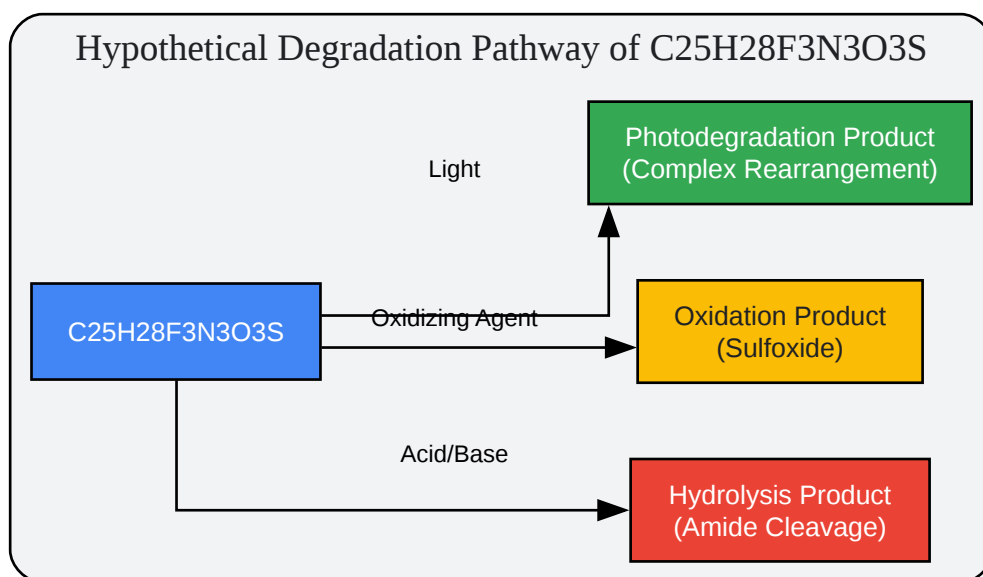 Hypothetical Degradation Pathway of C25H28F3N3O3S
Photodegradation Product
(Complex Rearrangement)
Light
C25H28F3N3O3S
Oxidizing Agent
Oxidation Product
(Sulfoxide)
Acid/Base
Hydrolysis Product
(Amide Cleavage)